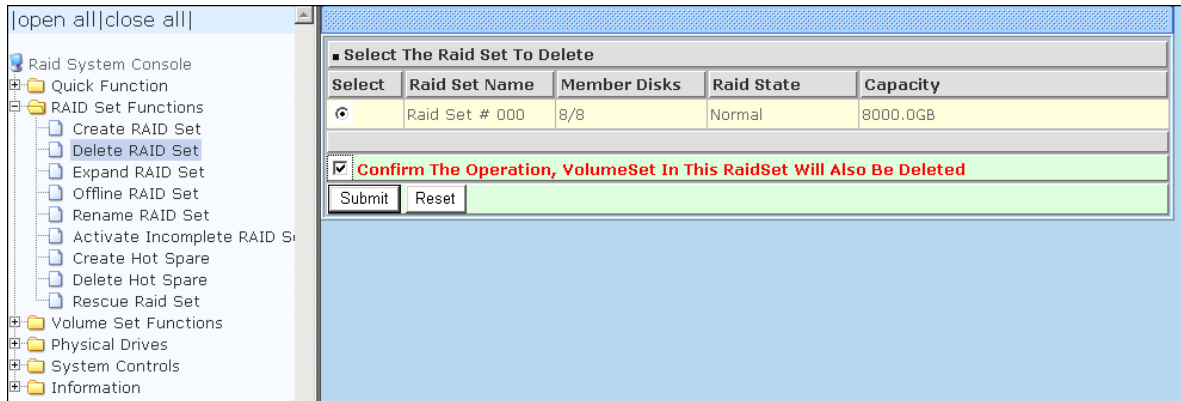 |open all|close all|
Raid System Console
Quick Function
RAID Set Functions
Create RAID Set
Delete RAID Set
Expand RAID Set
Offline RAID Set
Rename RAID Set
Activate Incomplete RAID S
Create Hot Spare
Delete Hot Spare
Rescue Raid Set
Volume Set Functions
Physical Drives
System Controls
Information
Select The Raid Set To Delete
Select Raid Set Name Member Disks Raid State Capacity
Raid Set # 000 8/8 Normal 8000.0GB
Confirm The Operation, VolumeSet In This RaidSet Will Also Be Deleted
Submit Reset